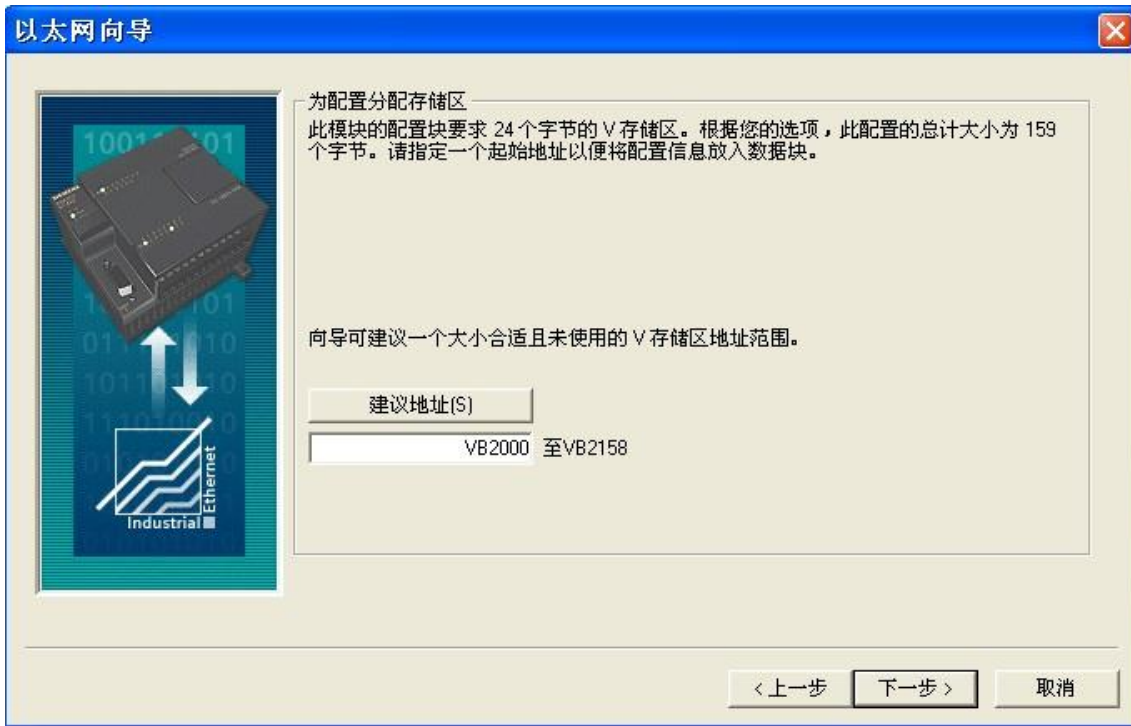 以太网向导
为配置分配存储区
此模块的配置块要求 24 个字节的 V 存储区。根据您的选项，此配置的总计大小为 159
个字节。请指定一个起始地址以便将配置信息放入数据块。
向导可建议一个大小合适且未使用的 V 存储区地址范围。
建议地址(S)
VB2000 至VB2158
Industrial Ethernet
<上一步 下一步> 取消